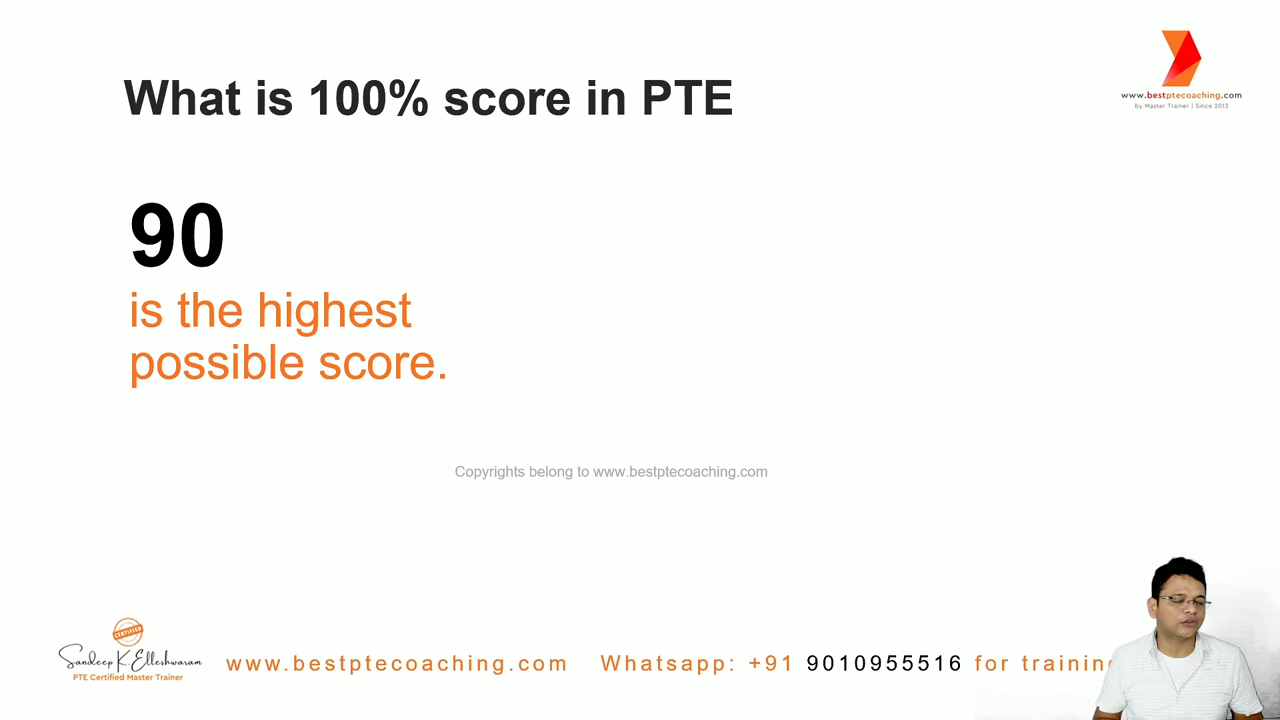 What is 100% score in PTE
www.bestptecoaching.com
by Master Trainer | Since 2013
90
is the highest
possible score.
Copyrights belong to www.bestptecoaching.com
CERTIFIED
Sandeep K Elleshwaram
PTE Certified Master Trainer
www.bestptecoaching.com Whatsapp: +91 9010955516 for training